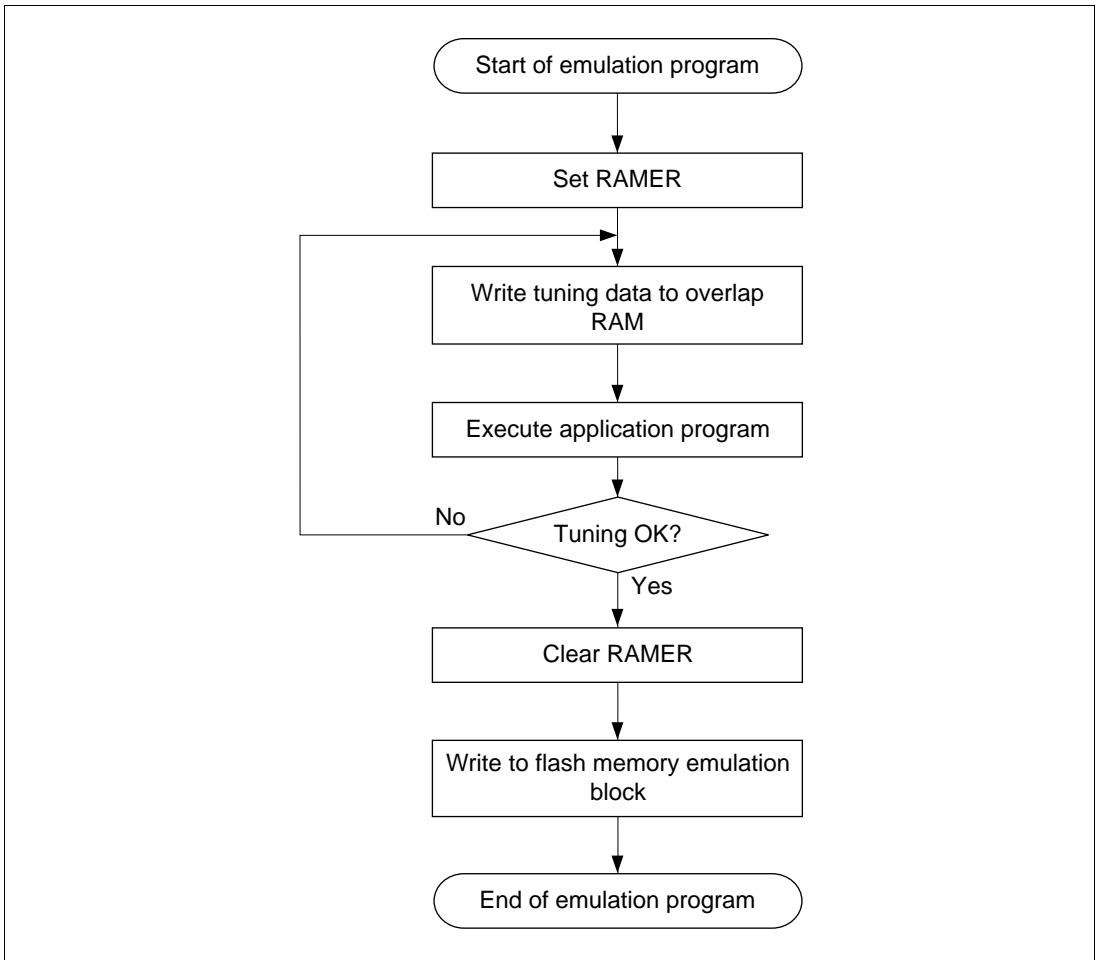 Start of emulation program
Set RAMER
Write tuning data to overlap
RAM
Execute application program
No
Tuning OK?
Yes
Clear RAMER
Write to flash memory emulation
block
End of emulation program